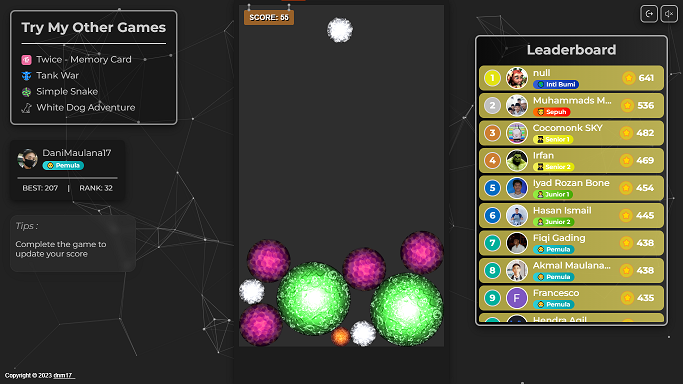 Try My Other Games
Twice - Memory Card
Tank War
Simple Snake
White Dog Adventure
DaniMaulana17
Pemula
BEST: 207 | RANK: 32
Tips :
Complete the game to
update your score
Copyright © 2023 dnm17_
SCORE: 55
Leaderboard
1 null 641
Inti Bumi
2 Muhammads M... 536
Sepuh
3 Cocomonk SKY 482
Senior 1
4 Irfan 469
Senior 2
5 Iyad Rozan Bone 454
Junior 1
6 Hasan Ismail 445
Junior 2
7 Fiqi Gading 438
Pemula
8 Akmal Maulana... 438
Pemula
9 F Francesco 435
Pemula
Hendra Agil